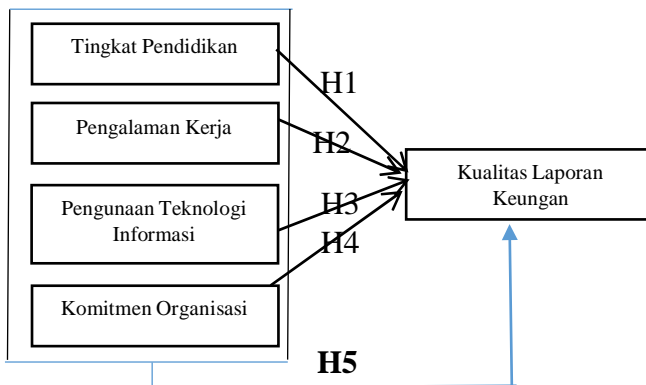 Tingkat Pendidikan
H1
Pengalaman Kerja
H2
Kualitas Laporan
Keungan
Pengunaan Teknologi
Informasi
H3
H4
Komitmen Organisasi
H5